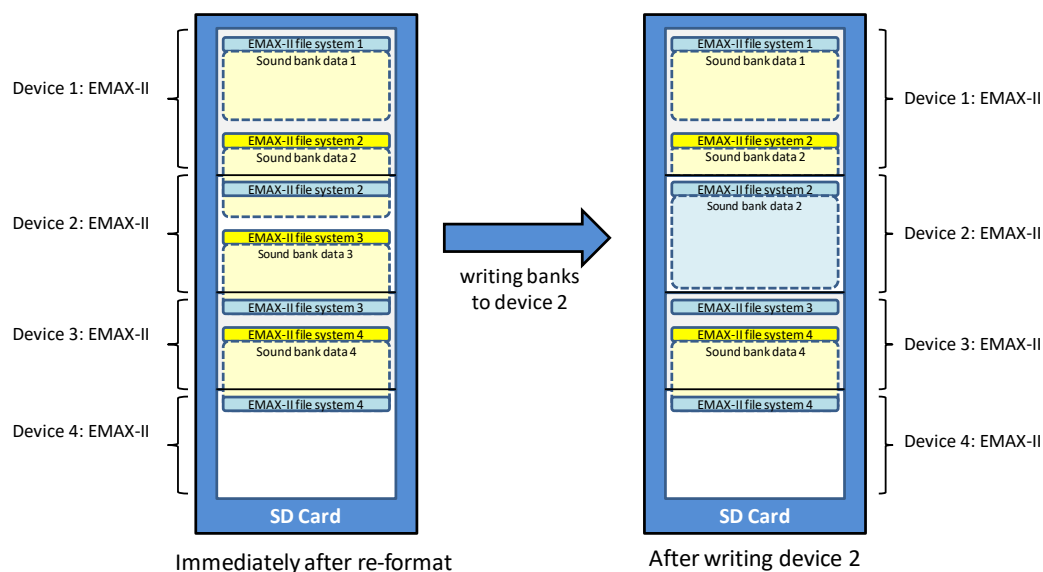 Device 1: EMAX-II
Device 2: EMAX-II
Device 3: EMAX-II
Device 4: EMAX-II
EMAX-II file system 1
Sound bank data 1
EMAX-II file system 2
Sound bank data 2
EMAX-II file system 2
EMAX-II file system 3
Sound bank data 3
EMAX-II file system 3
EMAX-II file system 4
Sound bank data 4
EMAX-II file system 4
SD Card
Immediately after re-format
writing banks
to device 2
EMAX-II file system 1
Sound bank data 1
EMAX-II file system 2
Sound bank data 2
EMAX-II file system 2
Sound bank data 2
EMAX-II file system 3
EMAX-II file system 4
Sound bank data 4
EMAX-II file system 4
SD Card
After writing device 2
Device 1: EMAX-II
Device 2: EMAX-II
Device 3: EMAX-II
Device 4: EMAX-II